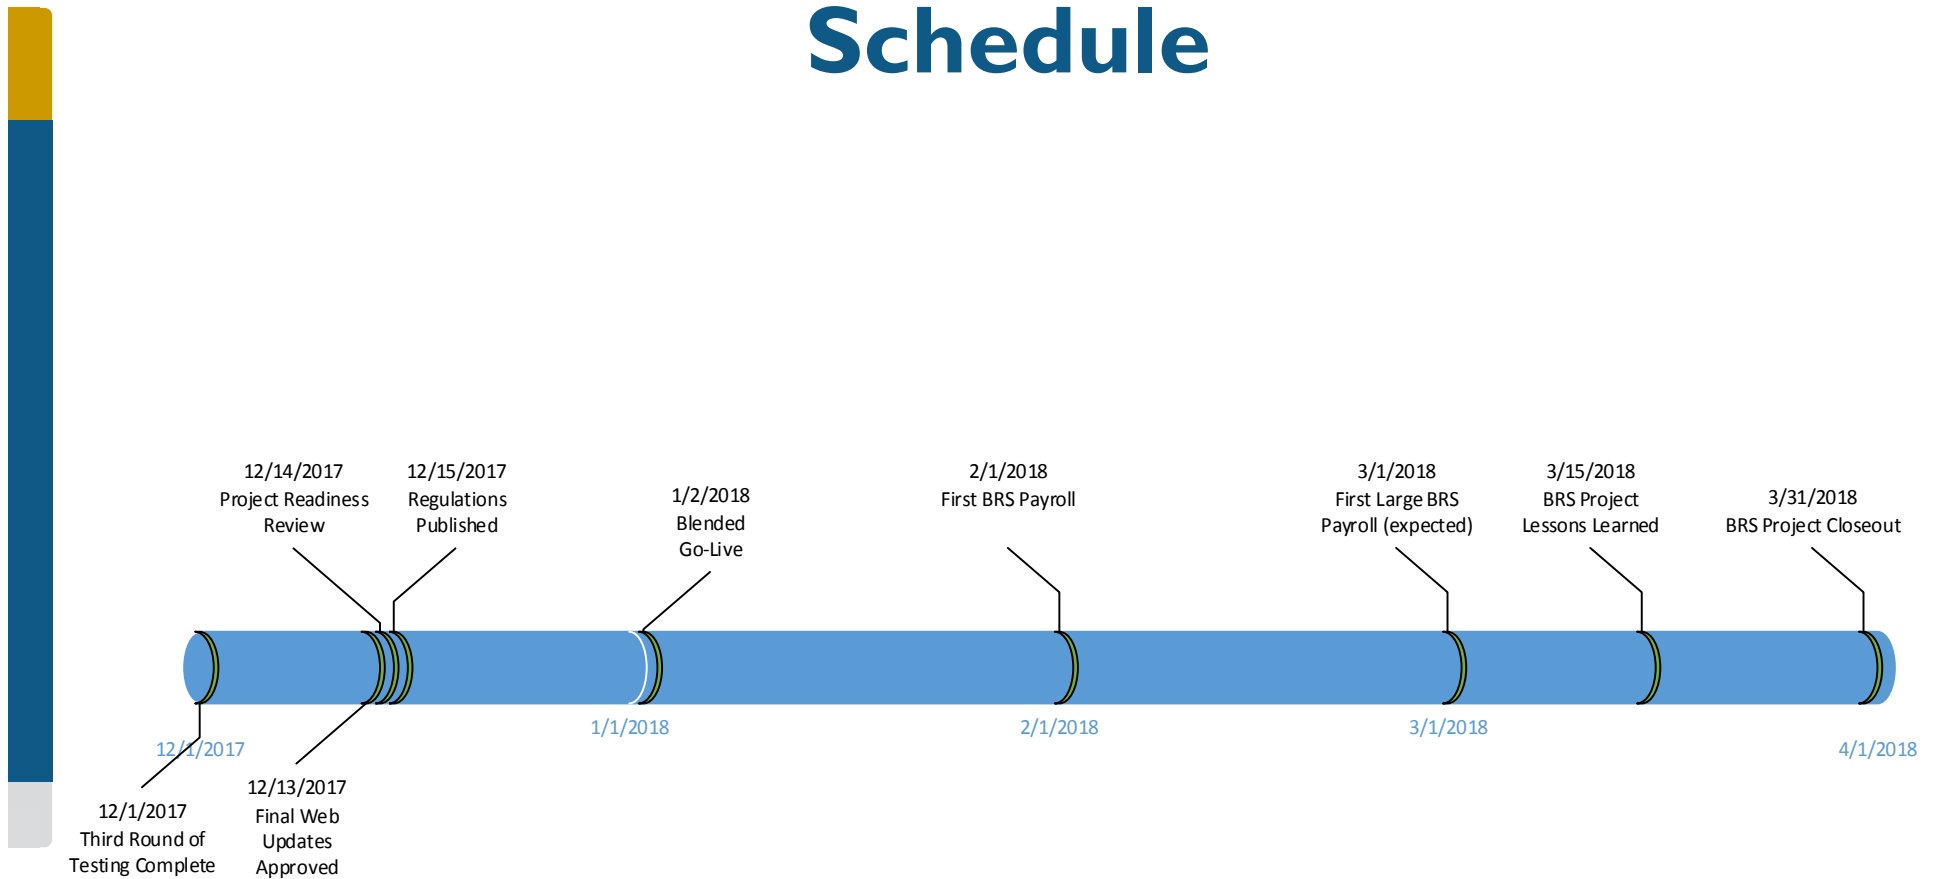 Schedule
12/14/2017
Project Readiness
Review
12/15/2017
Regulations
Published
1/2/2018
Blended
Go-Live
2/1/2018
First BRS Payroll
3/1/2018
First Large BRS
Payroll (expected)
3/15/2018
BRS Project
Lessons Learned
3/31/2018
BRS Project Closeout
12/1/2017
1/1/2018
2/1/2018
3/1/2018
4/1/2018
12/1/2017
Third Round of
Testing Complete
12/13/2017
Final Web
Updates
Approved